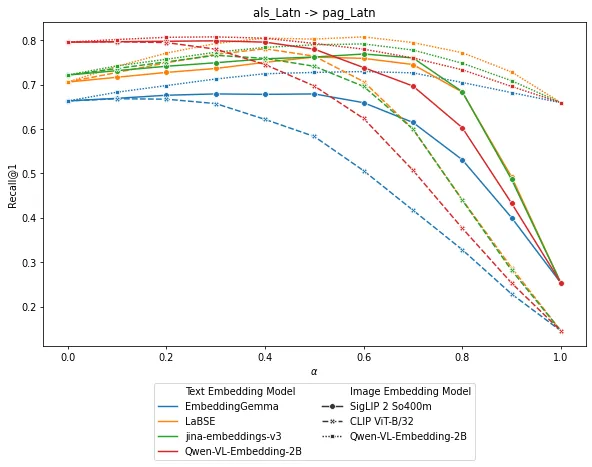 als_Latn -> pag_Latn
Recall@1
0.8
0.7
0.6
0.5
0.4
0.3
0.2
0.0 0.2 0.4 0.6 0.8 1.0
α
Text Embedding Model Image Embedding Model
EmbeddingGemma SigLIP 2 So400m
LaBSE CLIP ViT-B/32
jina-embeddings-v3 Qwen-VL-Embedding-2B
Qwen-VL-Embedding-2B